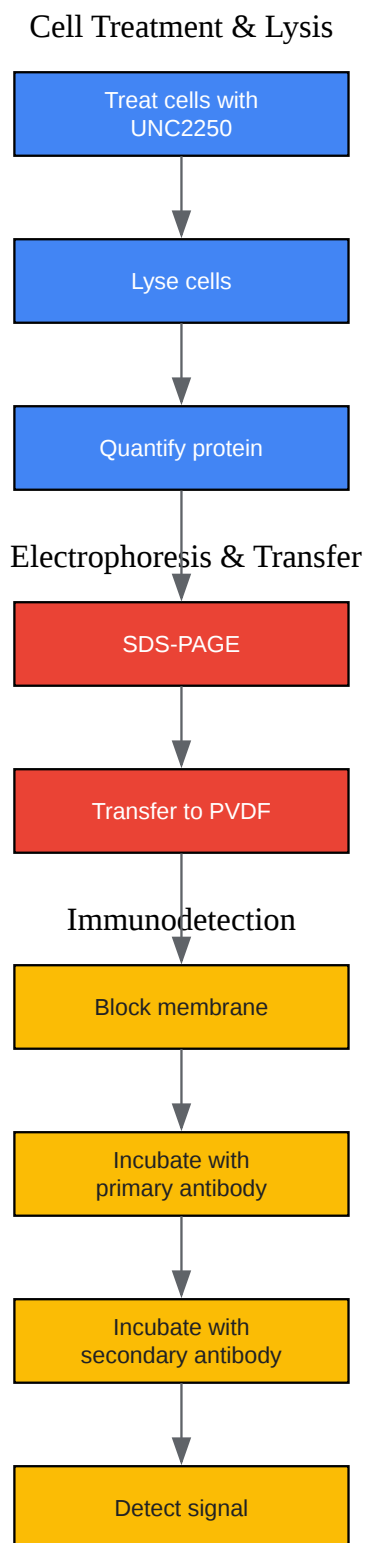 Cell Treatment & Lysis
Treat cells with
UNC2250
Lyse cells
Quantify protein
Electrophoresis & Transfer
SDS-PAGE
Transfer to PVDF
Immunodetection
Block membrane
Incubate with
primary antibody
Incubate with
secondary antibody
Detect signal